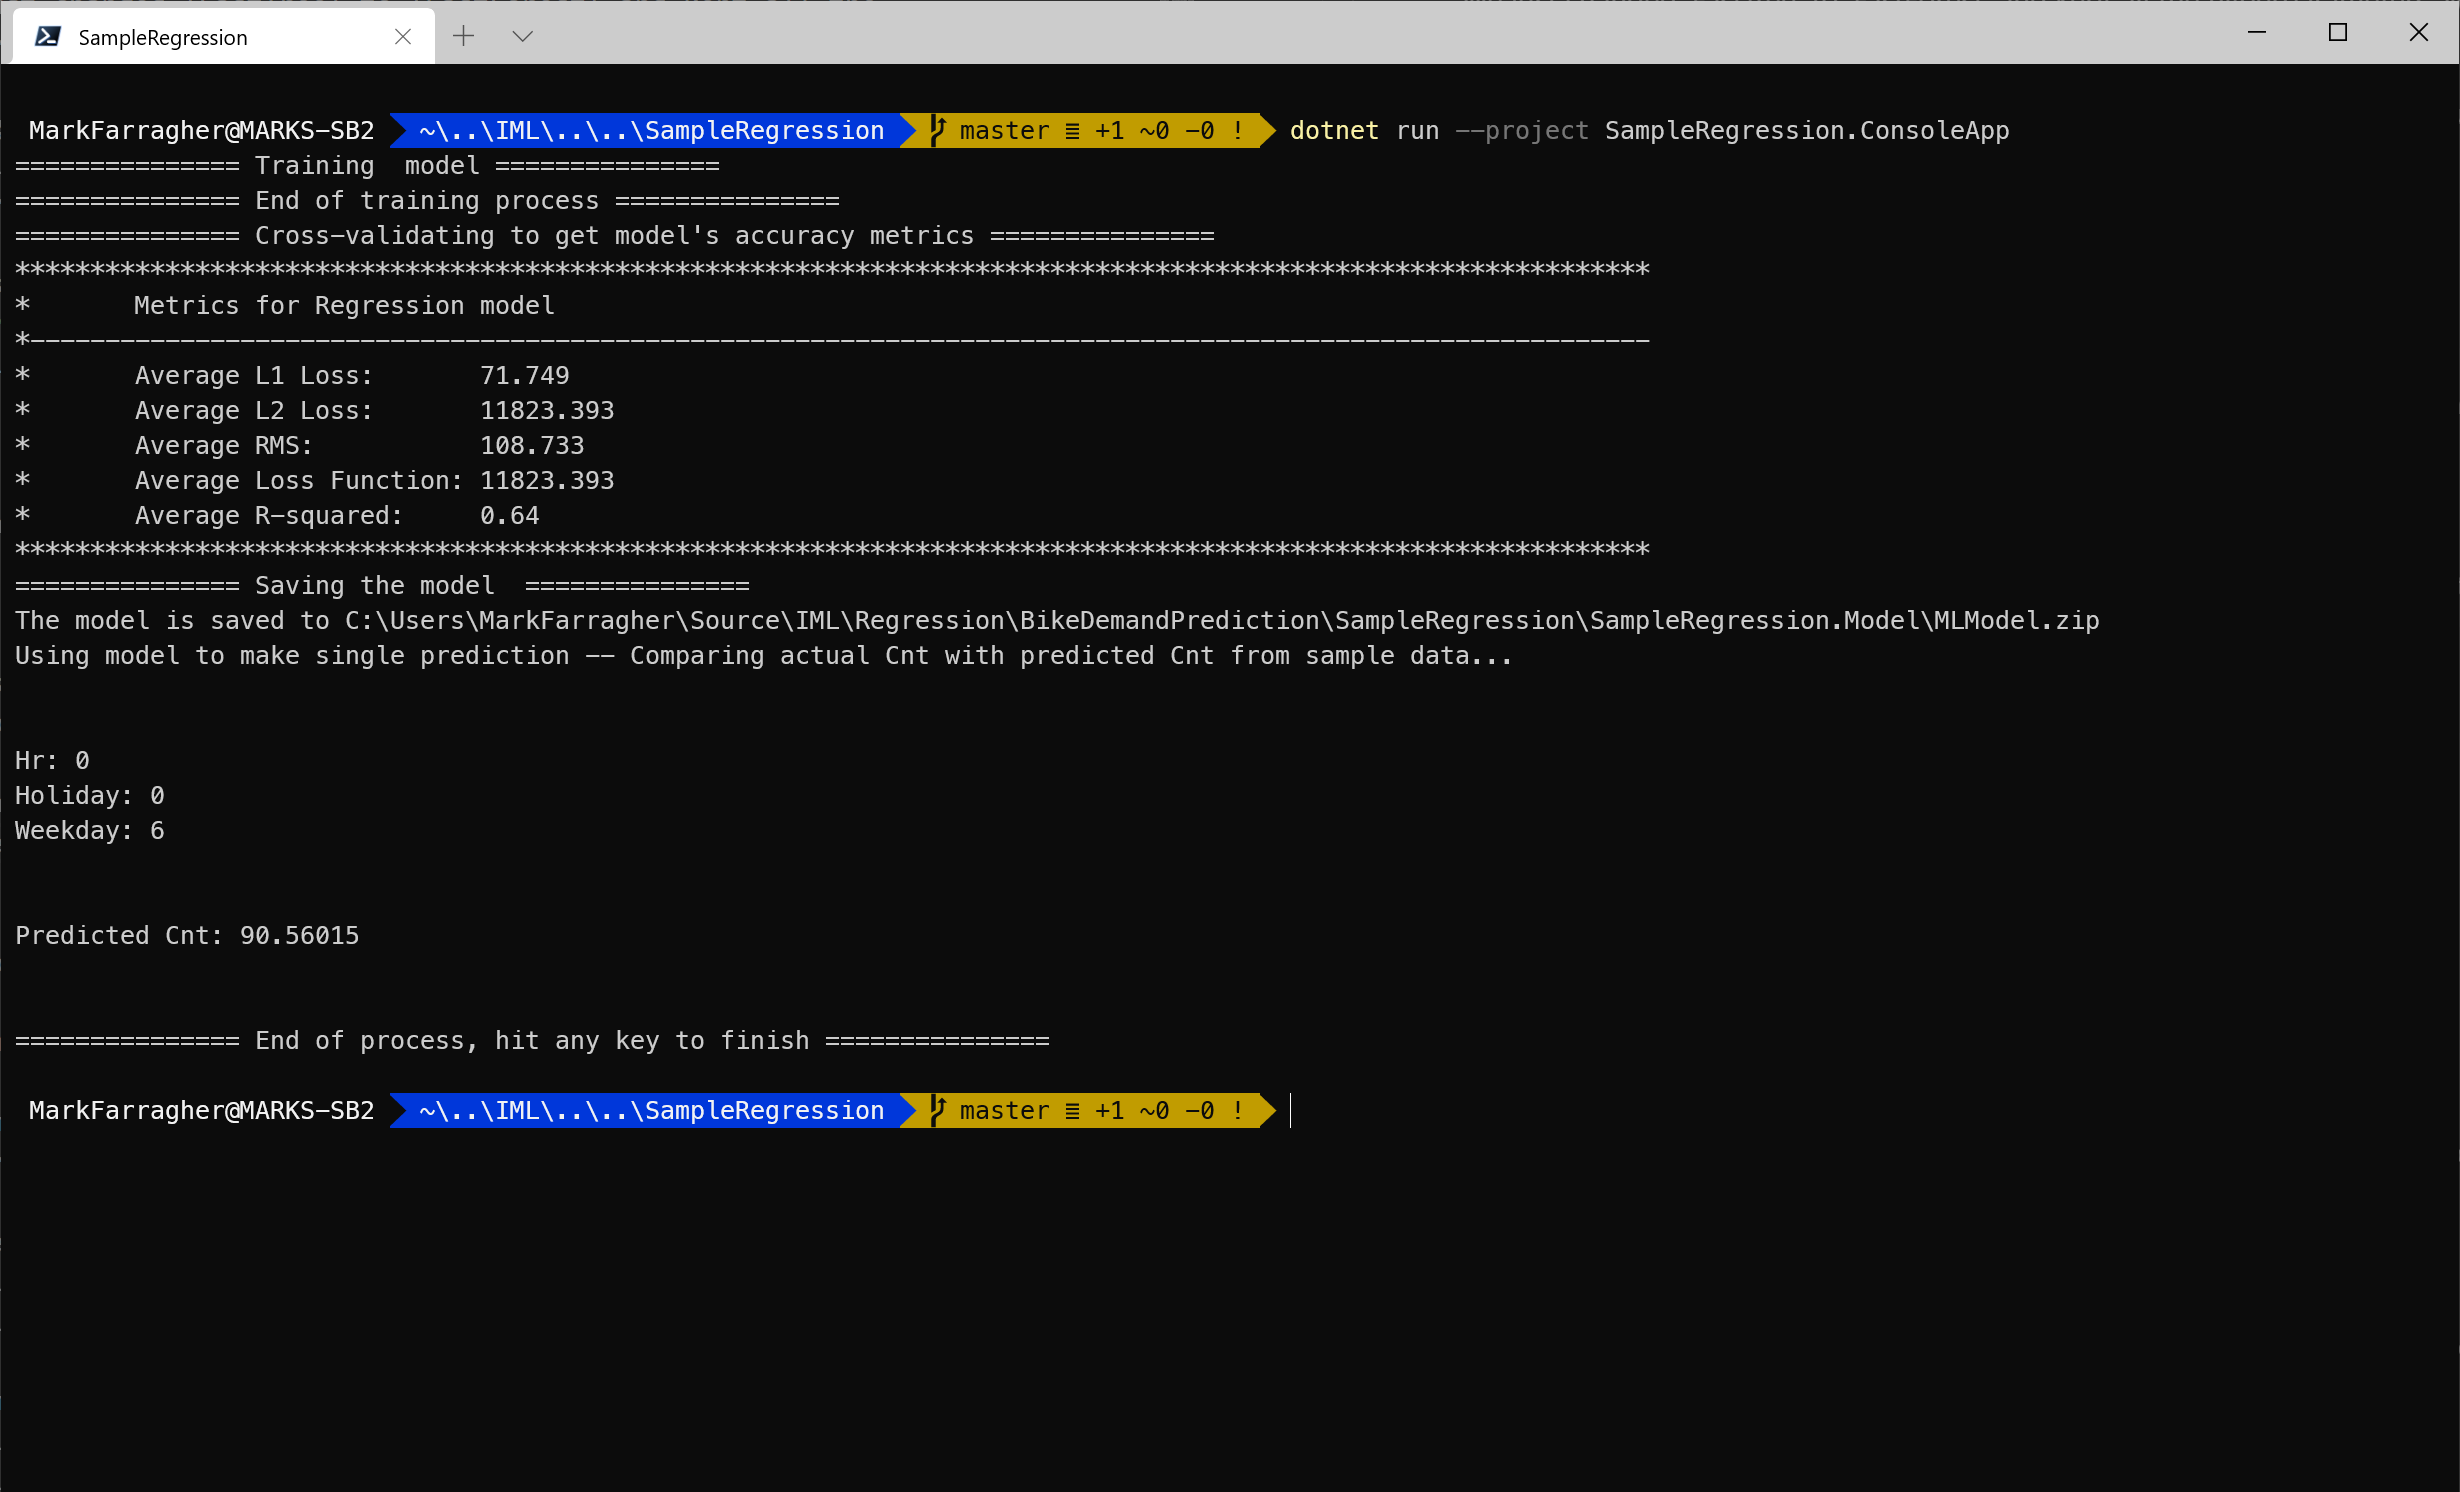 SampleRegression
MarkFarragher@MARKS-SB2 ~\..\IML\..\..\SampleRegression master ≡ +1 ~0 -0 ! dotnet run --project SampleRegression.ConsoleApp
=============== Training  model ===============
=============== End of training process ===============
=============== Cross-validating to get model's accuracy metrics ===============
*************************************************************************************************************
*       Metrics for Regression model
*------------------------------------------------------------------------------------------------------------
*       Average L1 Loss:       71.749
*       Average L2 Loss:       11823.393
*       Average RMS:           108.733
*       Average Loss Function: 11823.393
*       Average R-squared:     0.64
*************************************************************************************************************
=============== Saving the model  ===============
The model is saved to C:\Users\MarkFarragher\Source\IML\Regression\BikeDemandPrediction\SampleRegression\SampleRegression.Model\MLModel.zip
Using model to make single prediction -- Comparing actual Cnt with predicted Cnt from sample data...
Hr: 0
Holiday: 0
Weekday: 6
Predicted Cnt: 90.56015
=============== End of process, hit any key to finish ===============
MarkFarragher@MARKS-SB2 ~\..\IML\..\..\SampleRegression master ≡ +1 ~0 -0 !